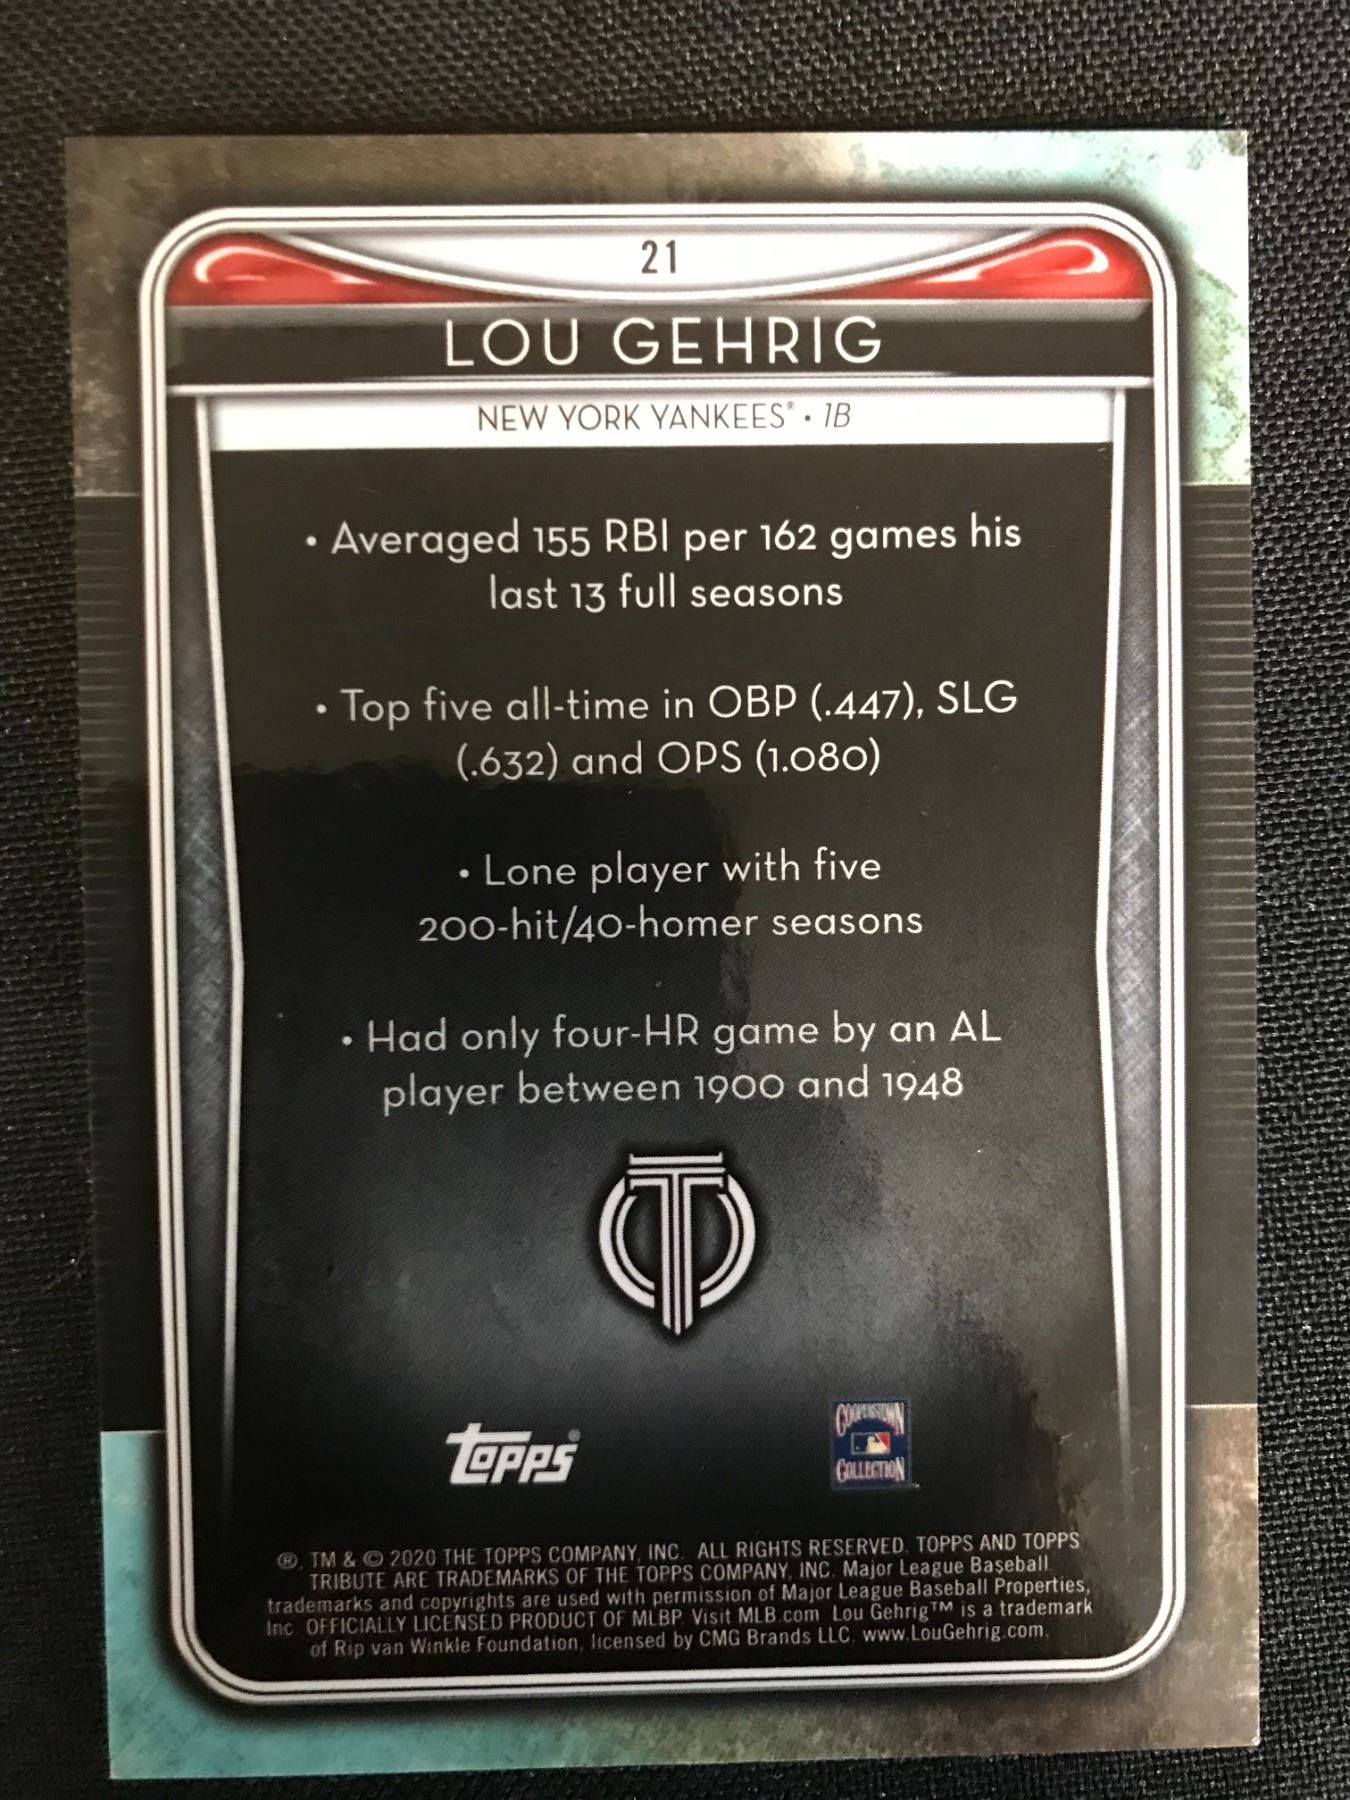 21
LOU GEHRIG
NEW YORK YANKEES® • 1B
• Averaged 155 RBI per 162 games his
last 13 full seasons
• Top five all-time in OBP (.447), SLG
(.632) and OPS (1.080)
• Lone player with five
200-hit/40-homer seasons
• Had only four-HR game by an AL
player between 1900 and 1948
T
Topps®
COOPERSTOWN
COLLECTION
®, TM & © 2020 THE TOPPS COMPANY, INC. ALL RIGHTS RESERVED. TOPPS AND TOPPS
TRIBUTE ARE TRADEMARKS OF THE TOPPS COMPANY, INC. Major League Baseball
trademarks and copyrights are used with permission of Major League Baseball Properties,
Inc. OFFICIALLY LICENSED PRODUCT OF MLBP. Visit MLB.com Lou Gehrig™ is a trademark
of Rip van Winkle Foundation, licensed by CMG Brands LLC. www.LouGehrig.com.